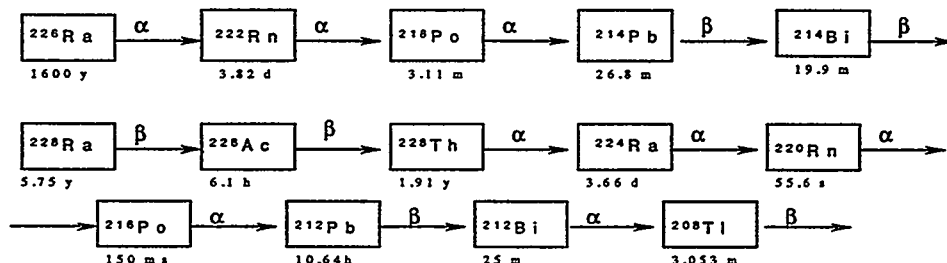 ²²⁶Ra α ²²²Rn α ²¹⁸Po α ²¹⁴Pb β ²¹⁴Bi β
1600 y 3.82 d 3.11 m 26.8 m 19.9 m
²²⁸Ra β ²²⁸Ac β ²²⁸Th α ²²⁴Ra α ²²⁰Rn α
5.75 y 6.1 h 1.91 y 3.66 d 55.6 s
²¹⁶Po α ²¹²Pb β ²¹²Bi α ²⁰⁸Tl β
150 ms 10.64h 25 m 3.053 m